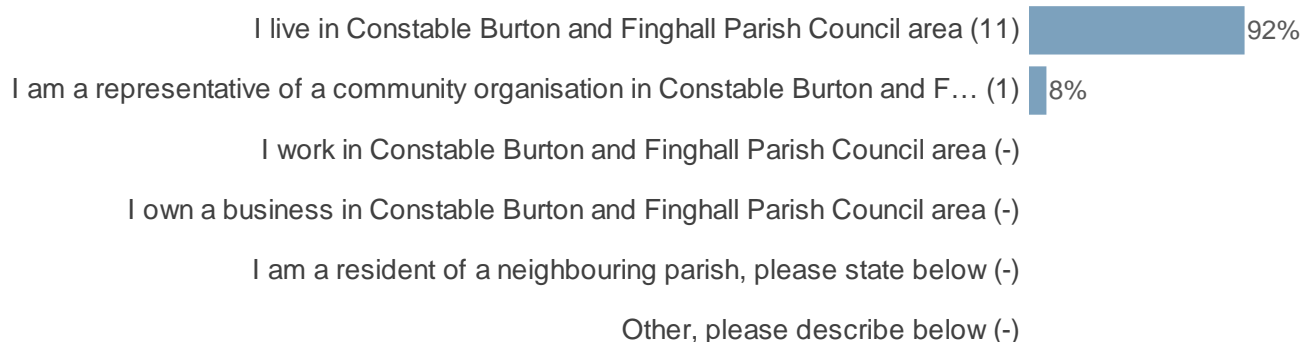 I live in Constable Burton and Finghall Parish Council area (11) 92%
I am a representative of a community organisation in Constable Burton and F… (1) 8%
I work in Constable Burton and Finghall Parish Council area (-)
I own a business in Constable Burton and Finghall Parish Council area (-)
I am a resident of a neighbouring parish, please state below (-)
Other, please describe below (-)